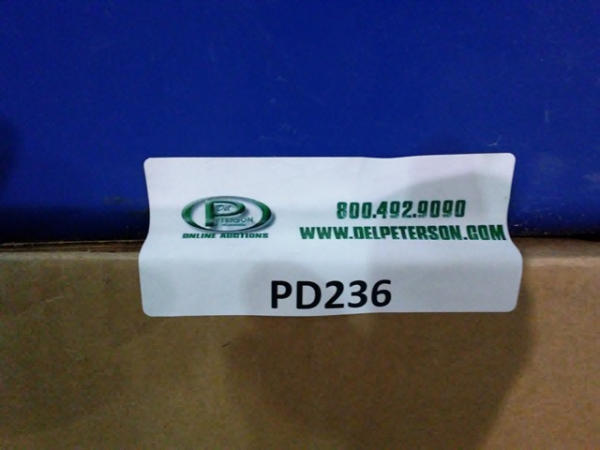 Del
PETERSON
ONLINE AUCTIONS
800.492.9090
WWW.DELPETERSON.COM
PD236